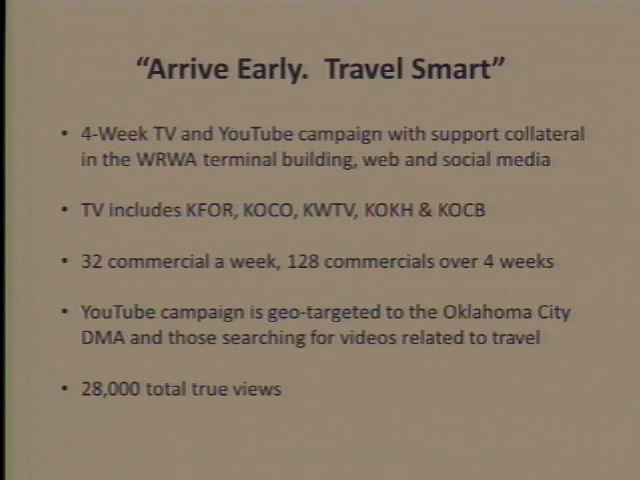 “Arrive Early.  Travel Smart”
• 4-Week TV and YouTube campaign with support collateral
in the WRWA terminal building, web and social media
• TV includes KFOR, KOCO, KWTV, KOKH & KOCB
• 32 commercial a week, 128 commercials over 4 weeks
• YouTube campaign is geo-targeted to the Oklahoma City
DMA and those searching for videos related to travel
• 28,000 total true views